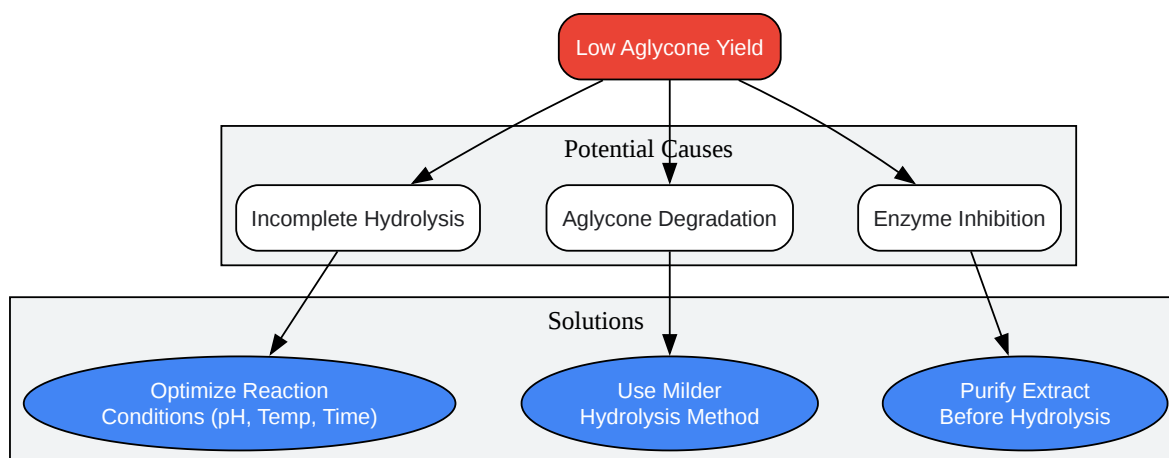 Low Aglycone Yield
Potential Causes
Incomplete Hydrolysis
Aglycone Degradation
Enzyme Inhibition
Solutions
Optimize Reaction
Conditions (pH, Temp, Time)
Use Milder
Hydrolysis Method
Purify Extract
Before Hydrolysis